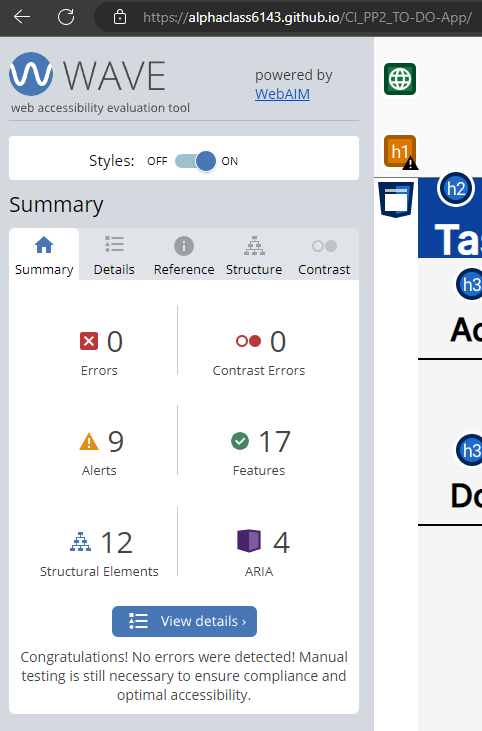 https://alphaclass6143.github.io/CI_PP2_TO-DO-App/
WAVE
web accessibility evaluation tool
powered by
WebAIM
Styles: OFF ON
Summary
Summary Details Reference Structure Contrast
0 0
Errors Contrast Errors
9 17
Alerts Features
12 4
Structural Elements ARIA
View details ›
Congratulations! No errors were detected! Manual
testing is still necessary to ensure compliance and
optimal accessibility.
h1
h2
Tas
h3
Ac
h3
Do